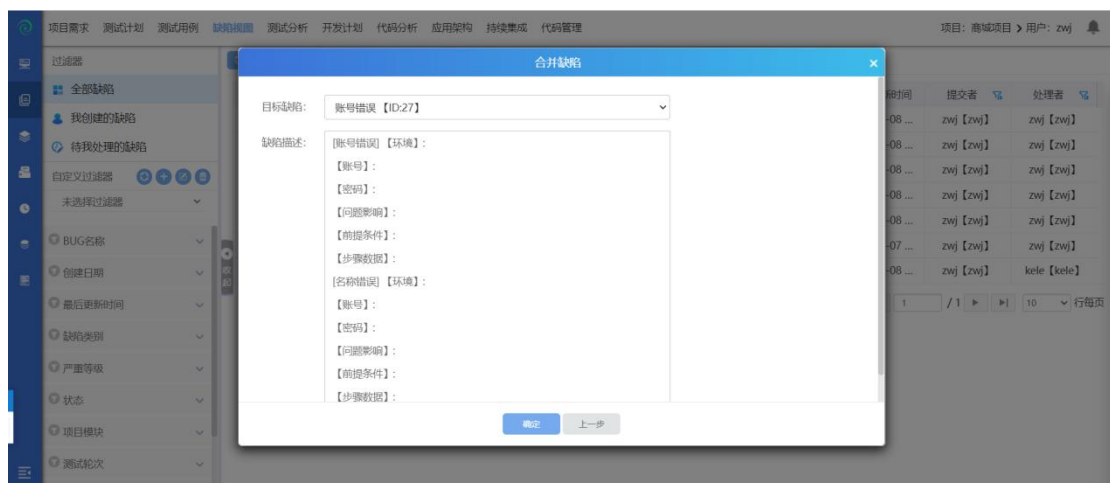 项目需求 测试计划 测试用例 缺陷视图 测试分析 开发计划 代码分析 应用架构 持续集成 代码管理 项目：商城项目 用户：zwj
过滤器
全部缺陷
我创建的缺陷
待我处理的缺陷
自定义过滤器
未选择过滤器
BUG名称
创建日期
最后更新时间
缺陷类别
严重等级
状态
项目模块
测试轮次
收起
合并缺陷 ×
目标缺陷： 账号错误【ID:27】
缺陷描述： [账号错误]【环境】:
【账号】:
【密码】:
【问题影响】:
【前提条件】:
【步骤数据】:
[名称错误]【环境】:
【账号】:
【密码】:
【问题影响】:
【前提条件】:
【步骤数据】:
确定 上一步
时间 提交者 处理者
-08 ... zwj【zwj】 zwj【zwj】
-08 ... zwj【zwj】 zwj【zwj】
-08 ... zwj【zwj】 zwj【zwj】
-08 ... zwj【zwj】 zwj【zwj】
-08 ... zwj【zwj】 zwj【zwj】
-07 ... zwj【zwj】 zwj【zwj】
-08 ... zwj【zwj】 kele【kele】
1 / 1 10 行每页